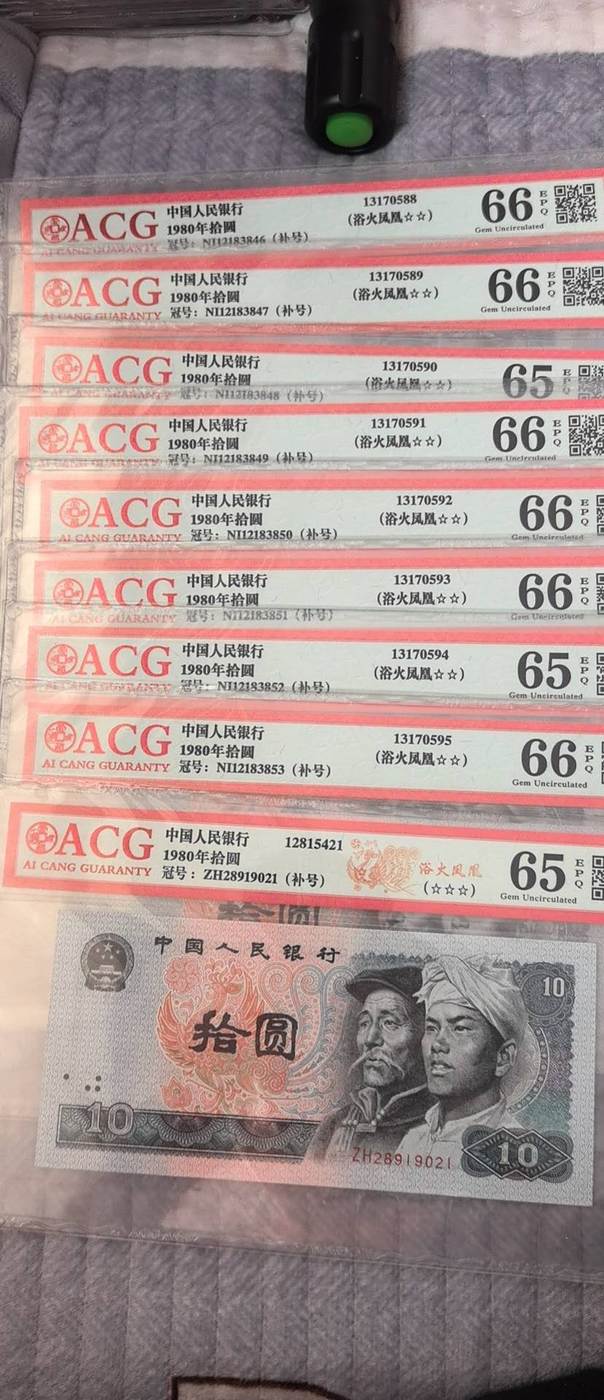 ACG 中国人民银行 13170588 66 EPQ
1980年拾圆 (浴火凤凰☆☆) Gem Uncirculated
AI CANG GUARANTY 冠号: NI12183846 (补号)
ACG 中国人民银行 13170589 66 EPQ
1980年拾圆 (浴火凤凰☆☆) Gem Uncirculated
AI CANG GUARANTY 冠号: NI12183847 (补号)
ACG 中国人民银行 13170590 65 EPQ
1980年拾圆 (浴火凤凰☆☆)
AI CANG GUARANTY 冠号: NI12183848 (补号)
ACG 中国人民银行 13170591 66 EPQ
1980年拾圆 (浴火凤凰☆☆) Gem Uncirculated
冠号: NI12183849 (补号)
ACG 中国人民银行 13170592 66 EPQ
1980年拾圆 (浴火凤凰☆☆) Gem Uncirculated
AI CANG GUARANTY 冠号: NI12183850 (补号)
ACG 中国人民银行 13170593 66 EPQ
1980年拾圆 (浴火凤凰☆☆) Gem Uncirculated
AI CANG GUARANTY 冠号: NI12183851 (补号)
ACG 中国人民银行 13170594 65 EPQ
1980年拾圆 (浴火凤凰☆☆) Gem Uncirculated
AI CANG GUARANTY 冠号: NI12183852 (补号)
ACG 中国人民银行 13170595 66 EPQ
1980年拾圆 (浴火凤凰☆☆) Gem Uncirculated
AI CANG GUARANTY 冠号: NI12183853 (补号)
ACG 中国人民银行 12815421 65 EPQ
1980年拾圆 浴火凤凰
AI CANG GUARANTY 冠号: ZH28919021 (补号) (☆☆☆) Gem Uncirculated
拾圆
中国人民银行
10
拾圆
10
ZH28919021
10